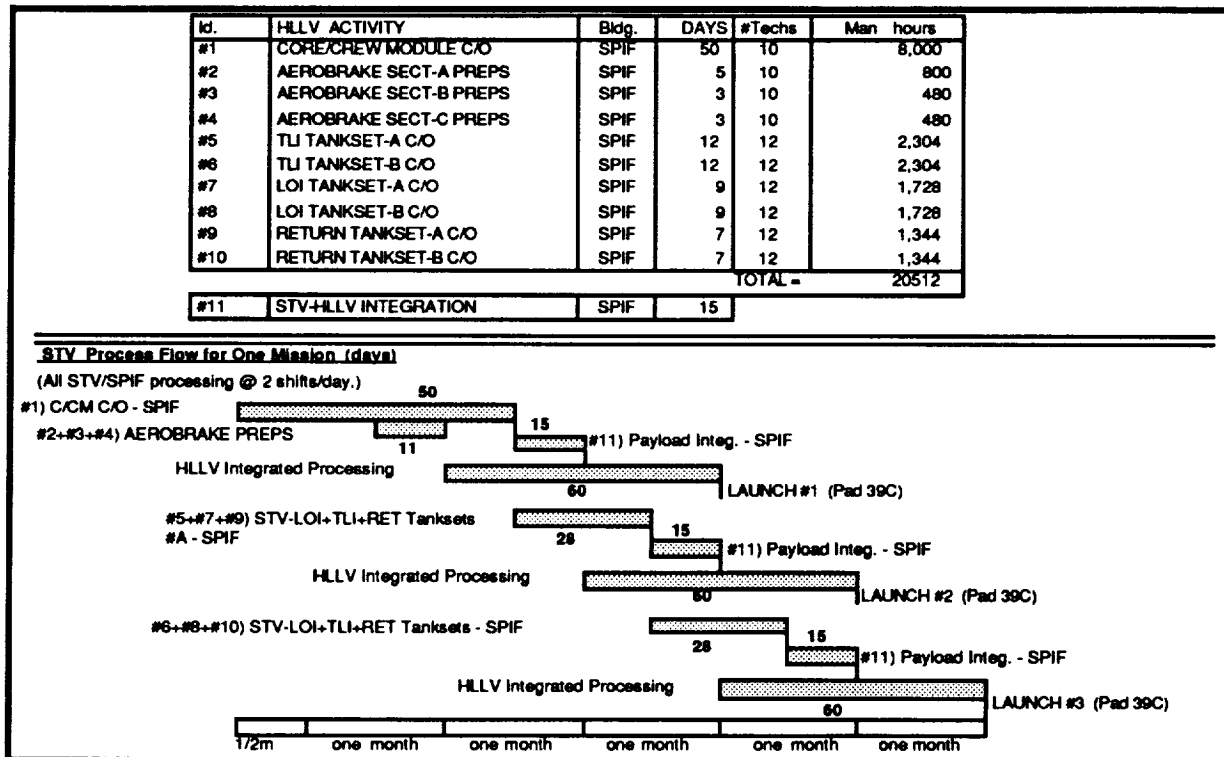 Id. HLLV ACTIVITY Bldg. DAYS #Techs Man hours
#1 CORE/CREW MODULE C/O SPIF 50 10 8,000
#2 AEROBRAKE SECT-A PREPS SPIF 5 10 800
#3 AEROBRAKE SECT-B PREPS SPIF 3 10 480
#4 AEROBRAKE SECT-C PREPS SPIF 3 10 480
#5 TLI TANKSET-A C/O SPIF 12 12 2,304
#6 TLI TANKSET-B C/O SPIF 12 12 2,304
#7 LOI TANKSET-A C/O SPIF 9 12 1,728
#8 LOI TANKSET-B C/O SPIF 9 12 1,728
#9 RETURN TANKSET-A C/O SPIF 7 12 1,344
#10 RETURN TANKSET-B C/O SPIF 7 12 1,344
TOTAL = 20512
#11 STV-HLLV INTEGRATION SPIF 15
STV Process Flow for One Mission (days)
(All STV/SPIF processing @ 2 shifts/day.)
50
#1) C/CM C/O - SPIF
15
#2+#3+#4) AEROBRAKE PREPS
11
#11) Payload Integ. - SPIF
HLLV Integrated Processing
60
LAUNCH #1 (Pad 39C)
#5+#7+#9) STV-LOI+TLI+RET Tanksets
#A - SPIF
28
15
#11) Payload Integ. - SPIF
HLLV Integrated Processing
60
LAUNCH #2 (Pad 39C)
#6+#8+#10) STV-LOI+TLI+RET Tanksets - SPIF
28
15
#11) Payload Integ. - SPIF
HLLV Integrated Processing
60
LAUNCH #3 (Pad 39C)
1/2m one month one month one month one month one month